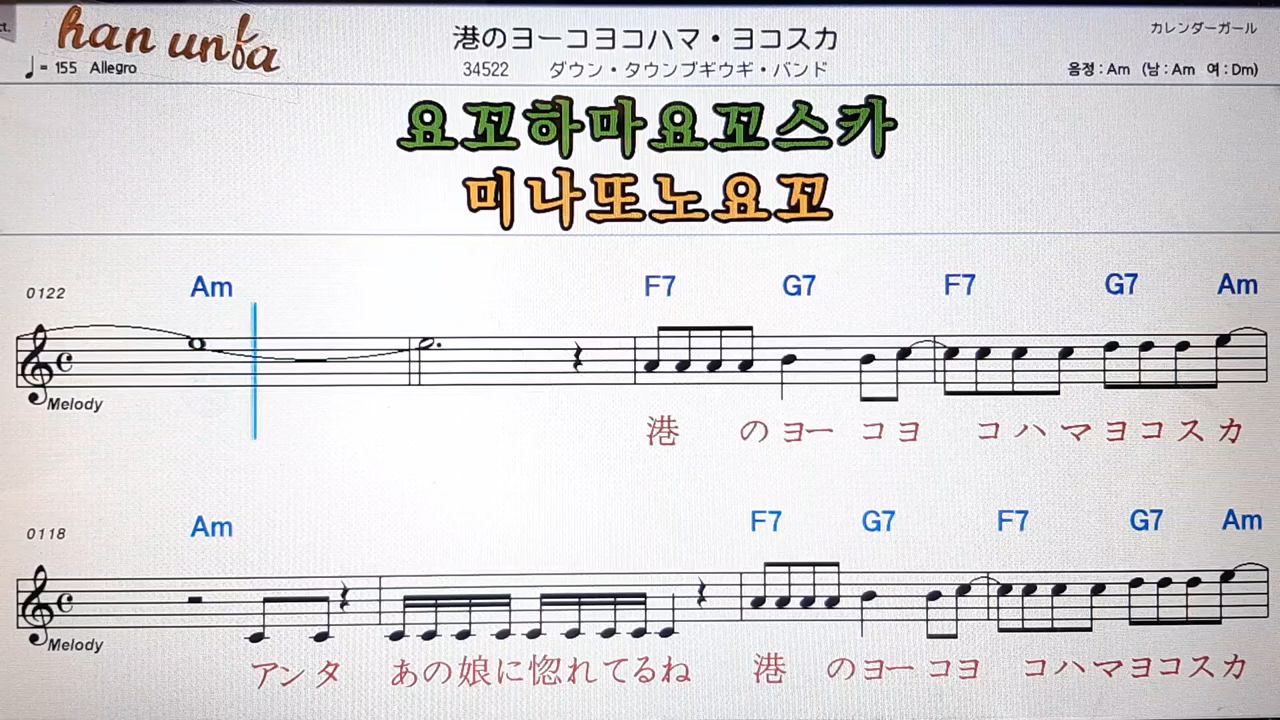 ct.
han unfa
港のヨーコヨコハマ・ヨコスカ
カレンダーガール
♩= 155 Allegro
34522 ダウン・タウンブギウギ・バンド
음정 : Am (남 : Am 여 : Dm)
요꼬하마요꼬스카
미나또노요꼬
0122 Am F7 G7 F7 G7 Am
Melody
港 のヨー コヨ コハマヨコスカ
0118 Am F7 G7 F7 G7 Am
Melody
アンタ あの娘に惚れてるね 港 のヨーコヨ コハマヨコスカ